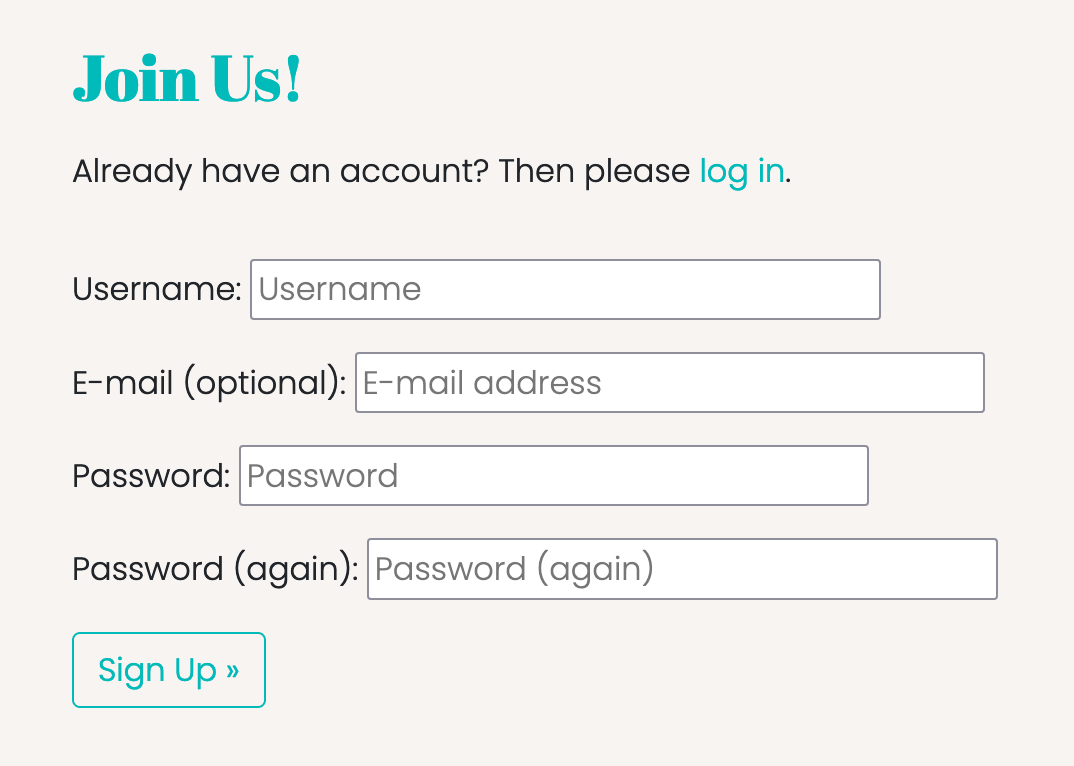 Join Us!
Already have an account? Then please log in.
Username: Username
E-mail (optional): E-mail address
Password: Password
Password (again): Password (again)
Sign Up »